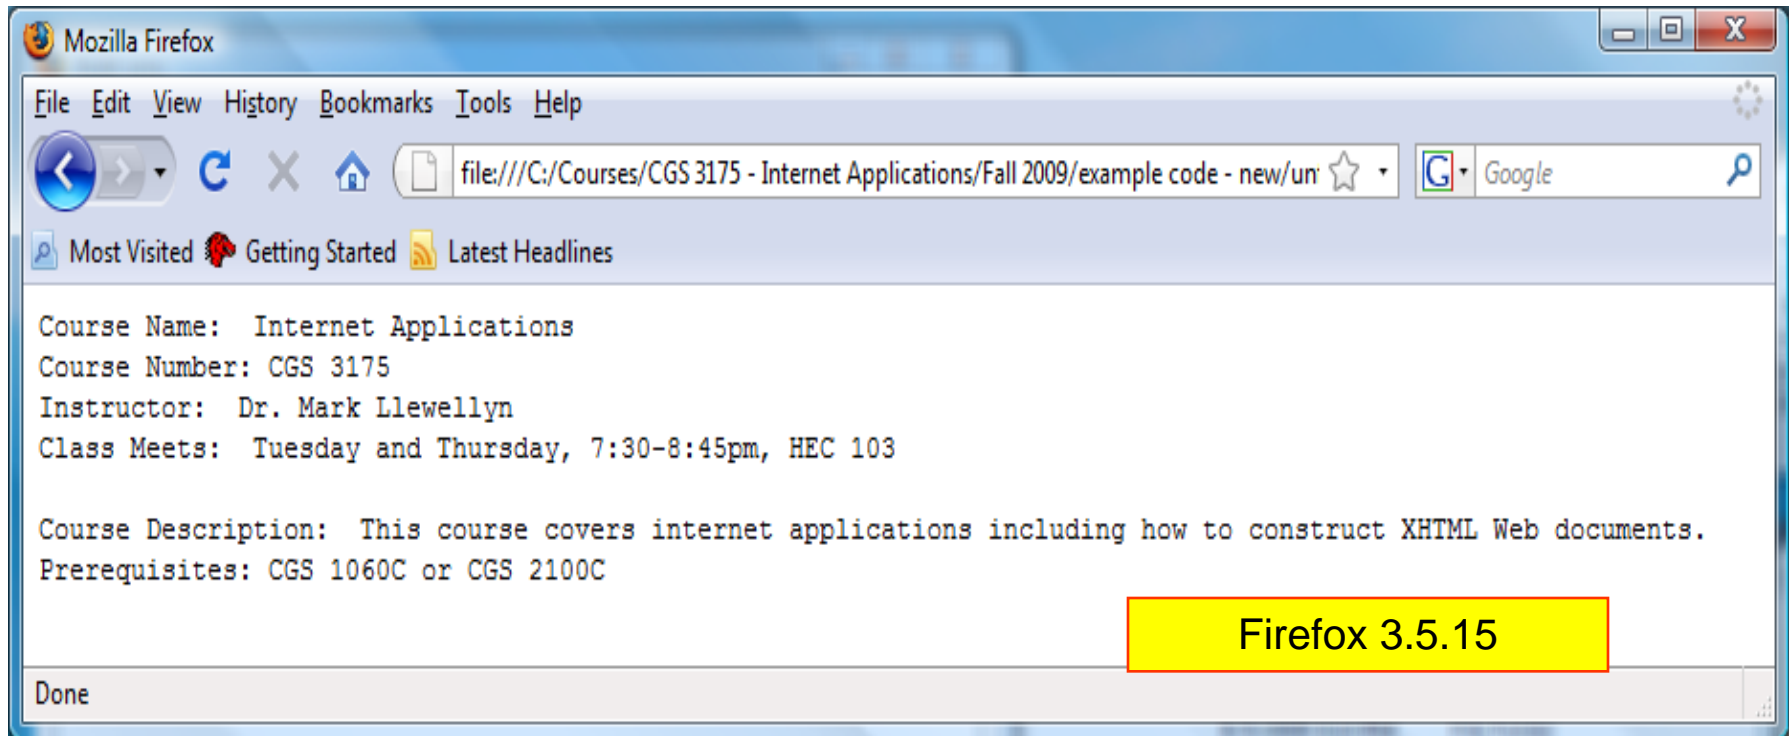 Mozilla Firefox
File Edit View History Bookmarks Tools Help
file:///C:/Courses/CGS 3175 - Internet Applications/Fall 2009/example code - new/un
G Google
Most Visited Getting Started Latest Headlines
Course Name:  Internet Applications
Course Number: CGS 3175
Instructor:  Dr. Mark Llewellyn
Class Meets:  Tuesday and Thursday, 7:30-8:45pm, HEC 103
Course Description:  This course covers internet applications including how to construct XHTML Web documents.
Prerequisites: CGS 1060C or CGS 2100C
Firefox 3.5.15
Done